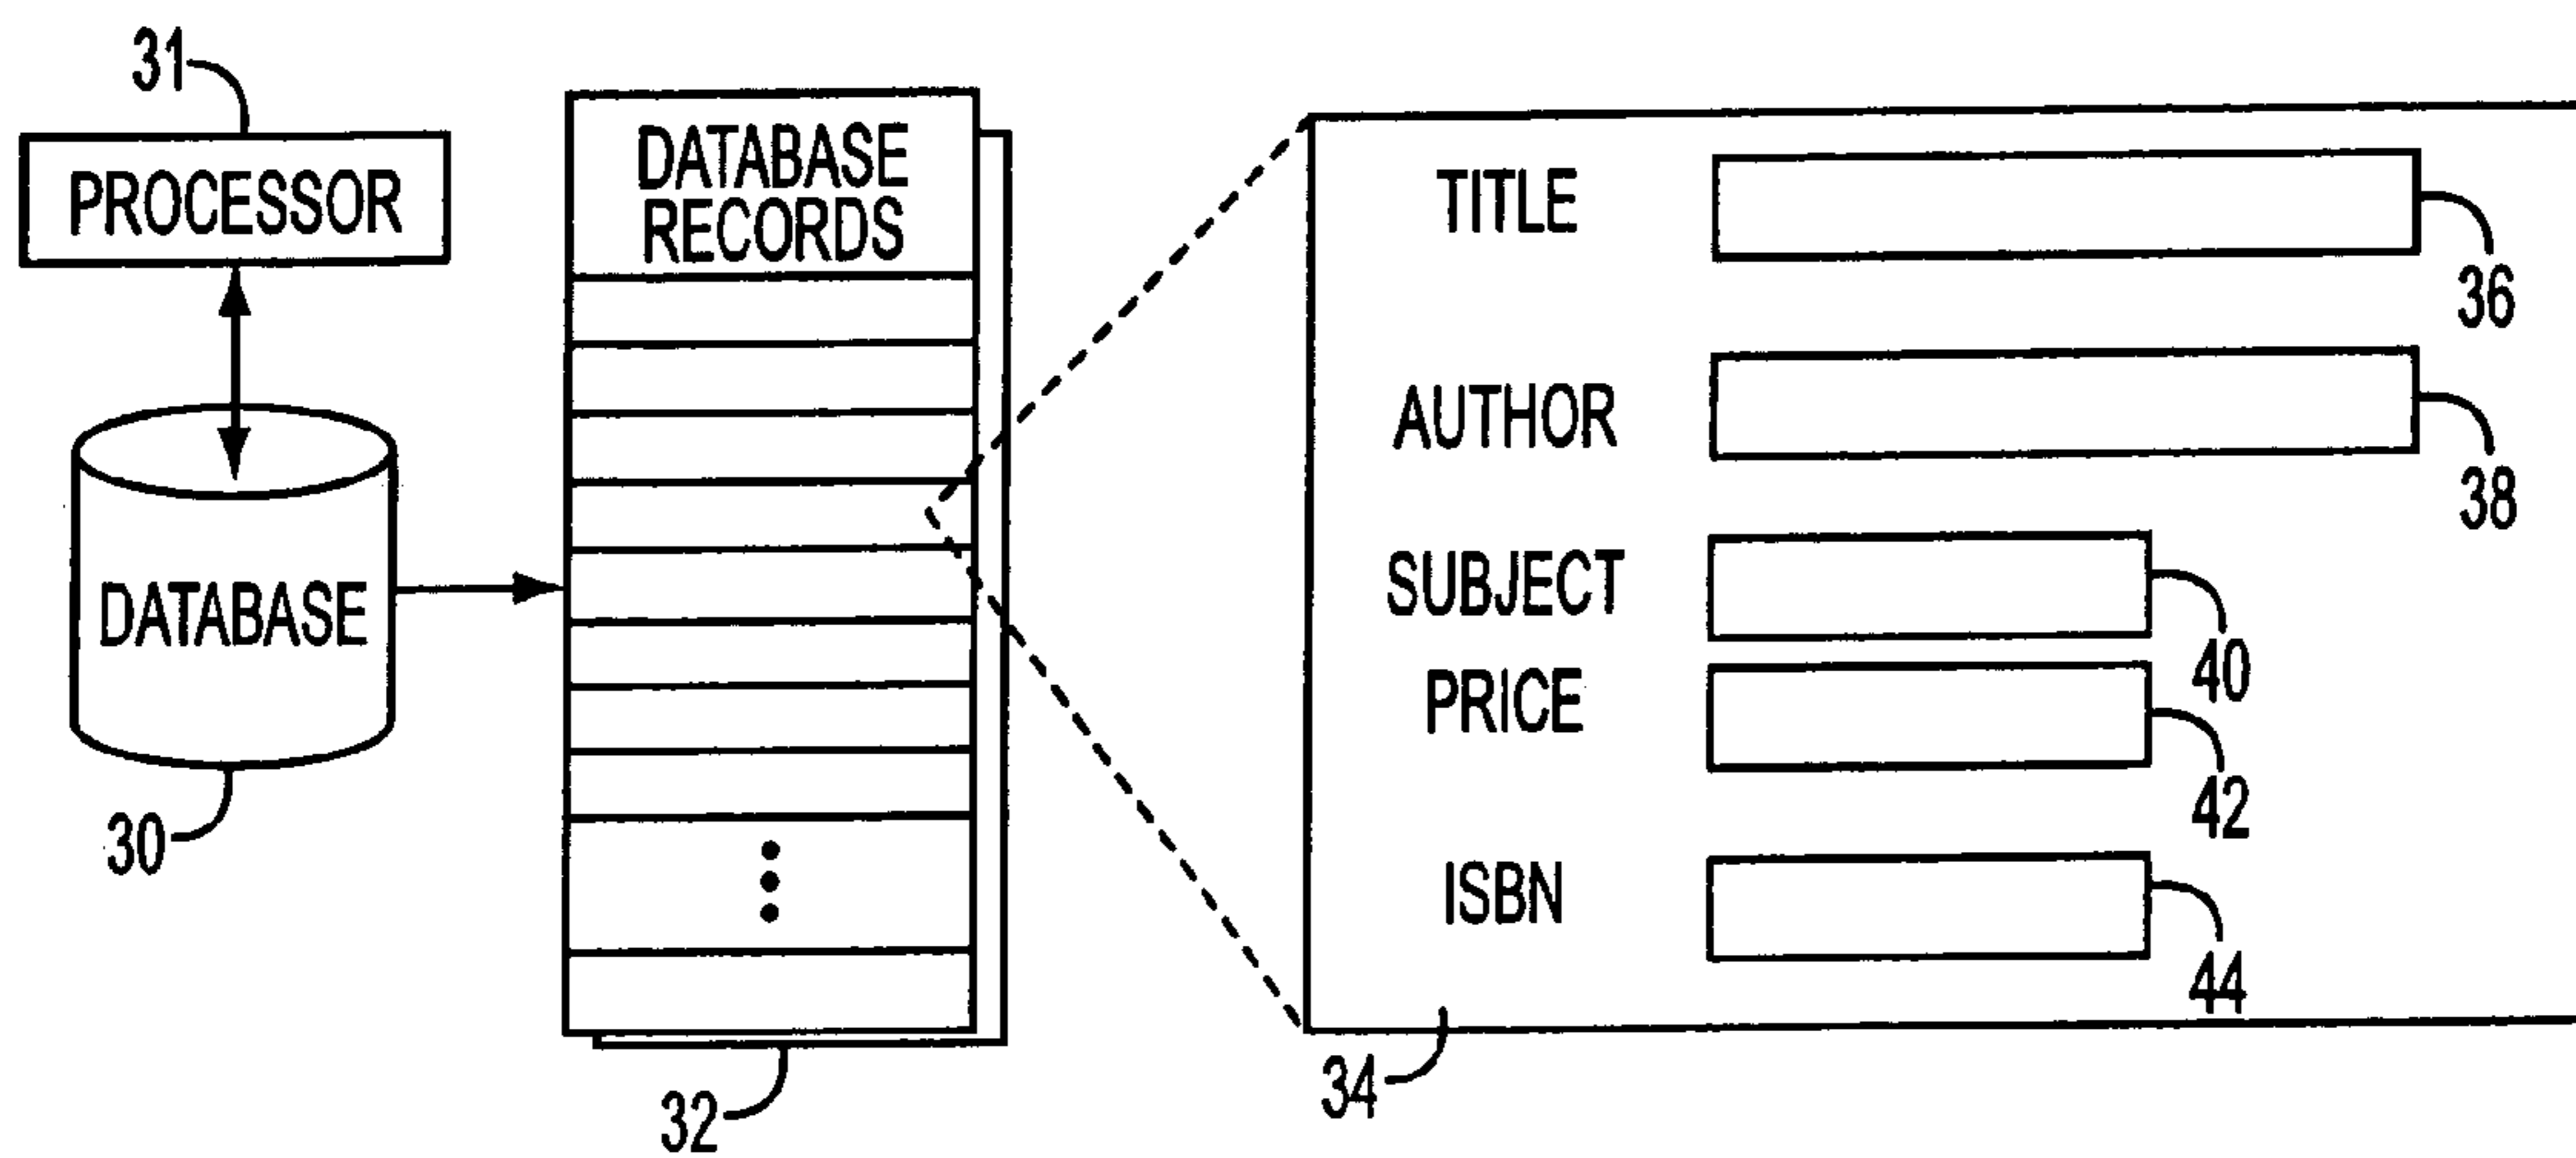 31
PROCESSOR
DATABASE
30
DATABASE
RECORDS
32
TITLE
36
AUTHOR
38
SUBJECT
40
PRICE
42
ISBN
44
34